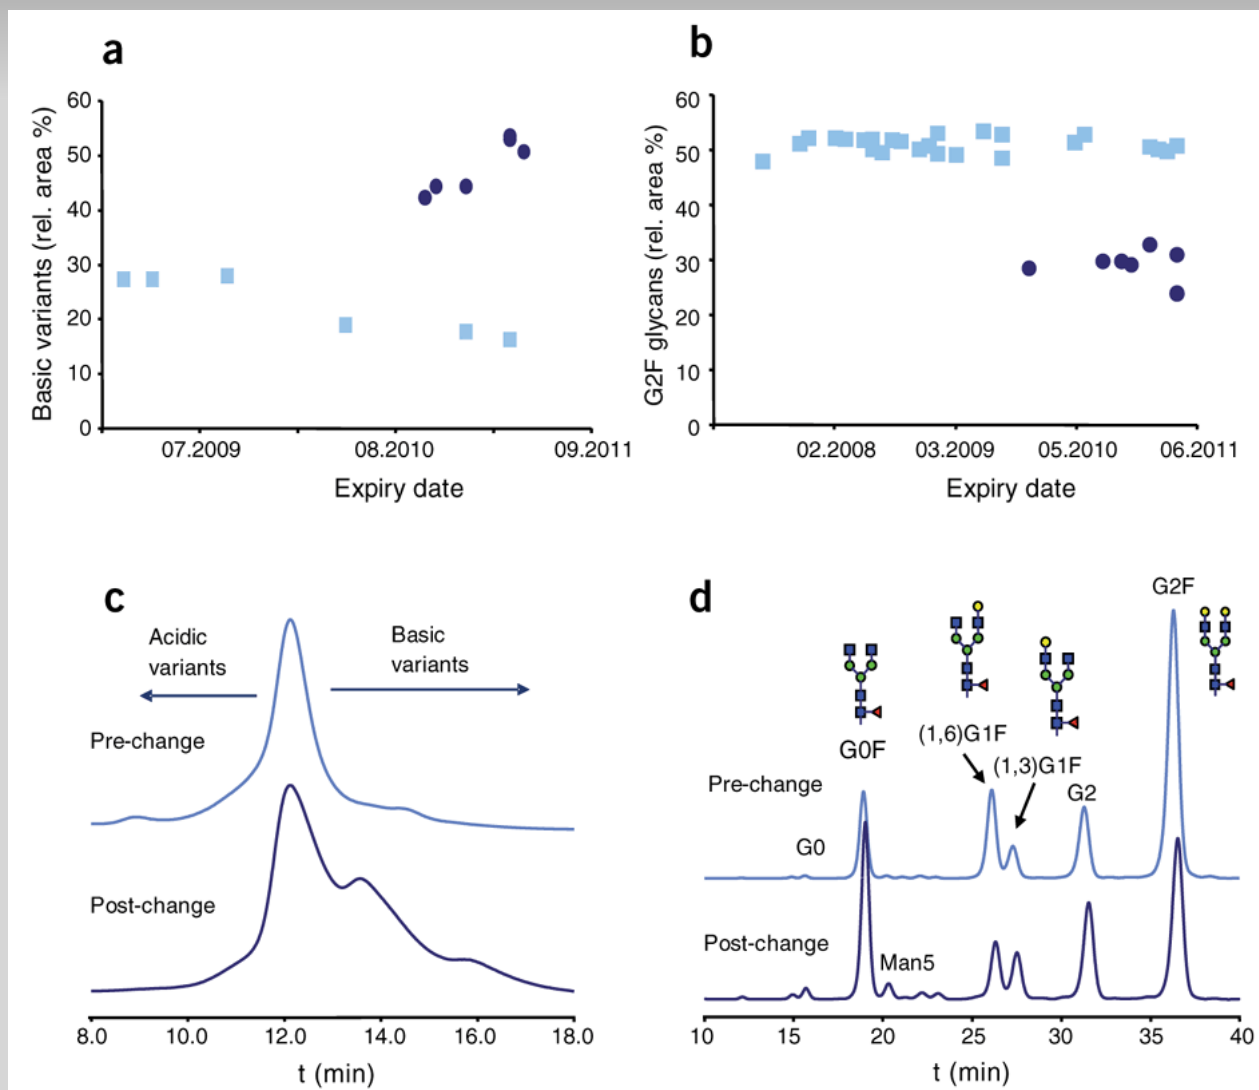 a
60
50
40
30
20
10
0
Basic variants (rel. area %)
07.2009
08.2010
09.2011
Expiry date
b
60
50
40
30
20
10
0
G2F glycans (rel. area %)
02.2008
03.2009
05.2010
06.2011
Expiry date
c
Acidic
variants
Basic
variants
Pre-change
Post-change
8.0
10.0
12.0
14.0
16.0
18.0
t (min)
d
G2F
G0F
(1,6)G1F
(1,3)G1F
Pre-change
G2
G0
Post-change
Man5
10
15
20
25
30
35
40
t (min)